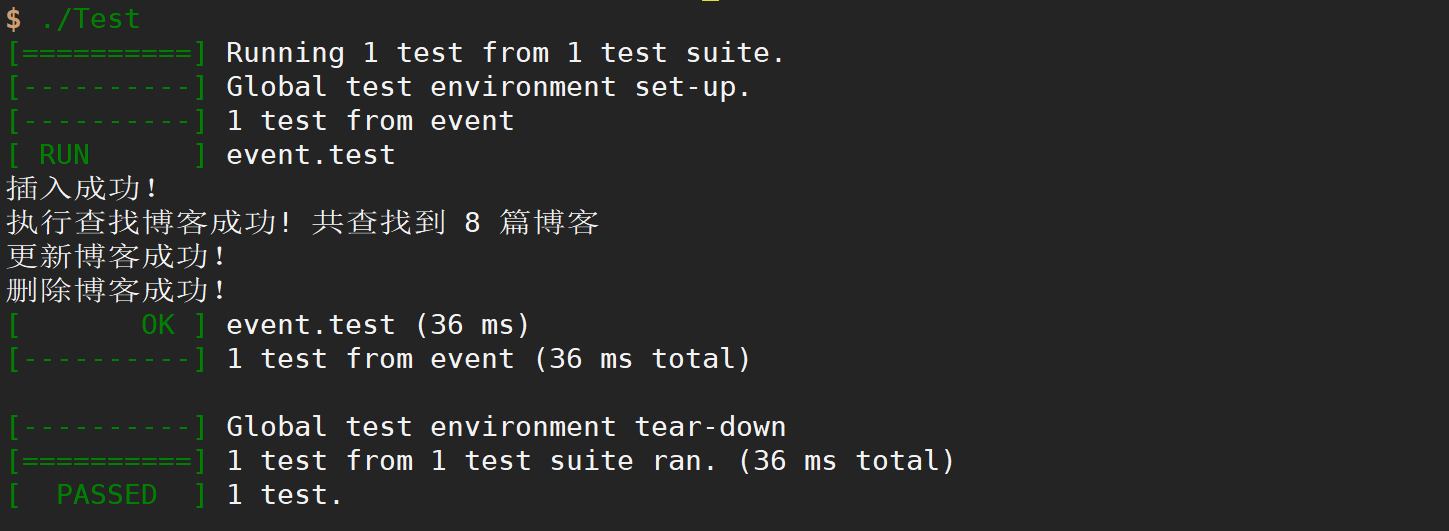 $ ./Test
[==========] Running 1 test from 1 test suite.
[----------] Global test environment set-up.
[----------] 1 test from event
[ RUN      ] event.test
插入成功！
执行查找博客成功! 共查找到 8 篇博客
更新博客成功！
删除博客成功！
[       OK ] event.test (36 ms)
[----------] 1 test from event (36 ms total)
[----------] Global test environment tear-down
[==========] 1 test from 1 test suite ran. (36 ms total)
[  PASSED  ] 1 test.